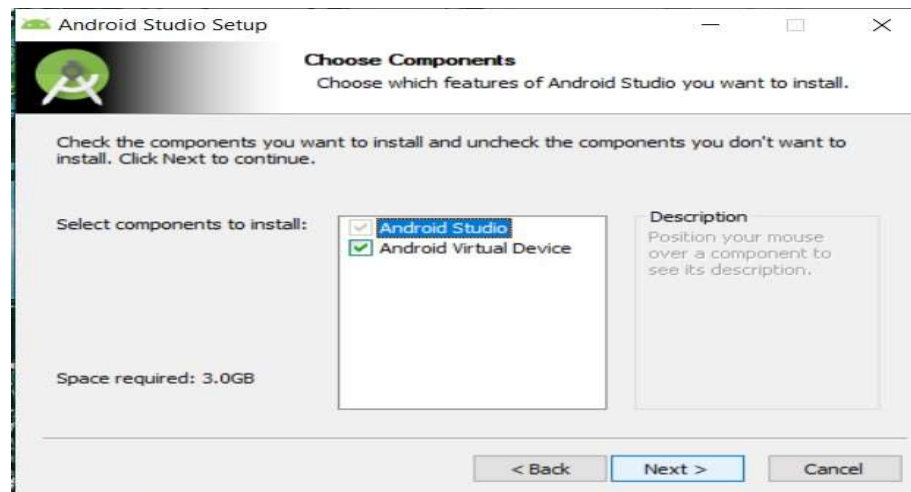 Android Studio Setup
Choose Components
Choose which features of Android Studio you want to install.
Check the components you want to install and uncheck the components you don't want to
install. Click Next to continue.
Select components to install:
Android Studio
Android Virtual Device
Description
Position your mouse
over a component to
see its description.
Space required: 3.0GB
< Back
Next >
Cancel